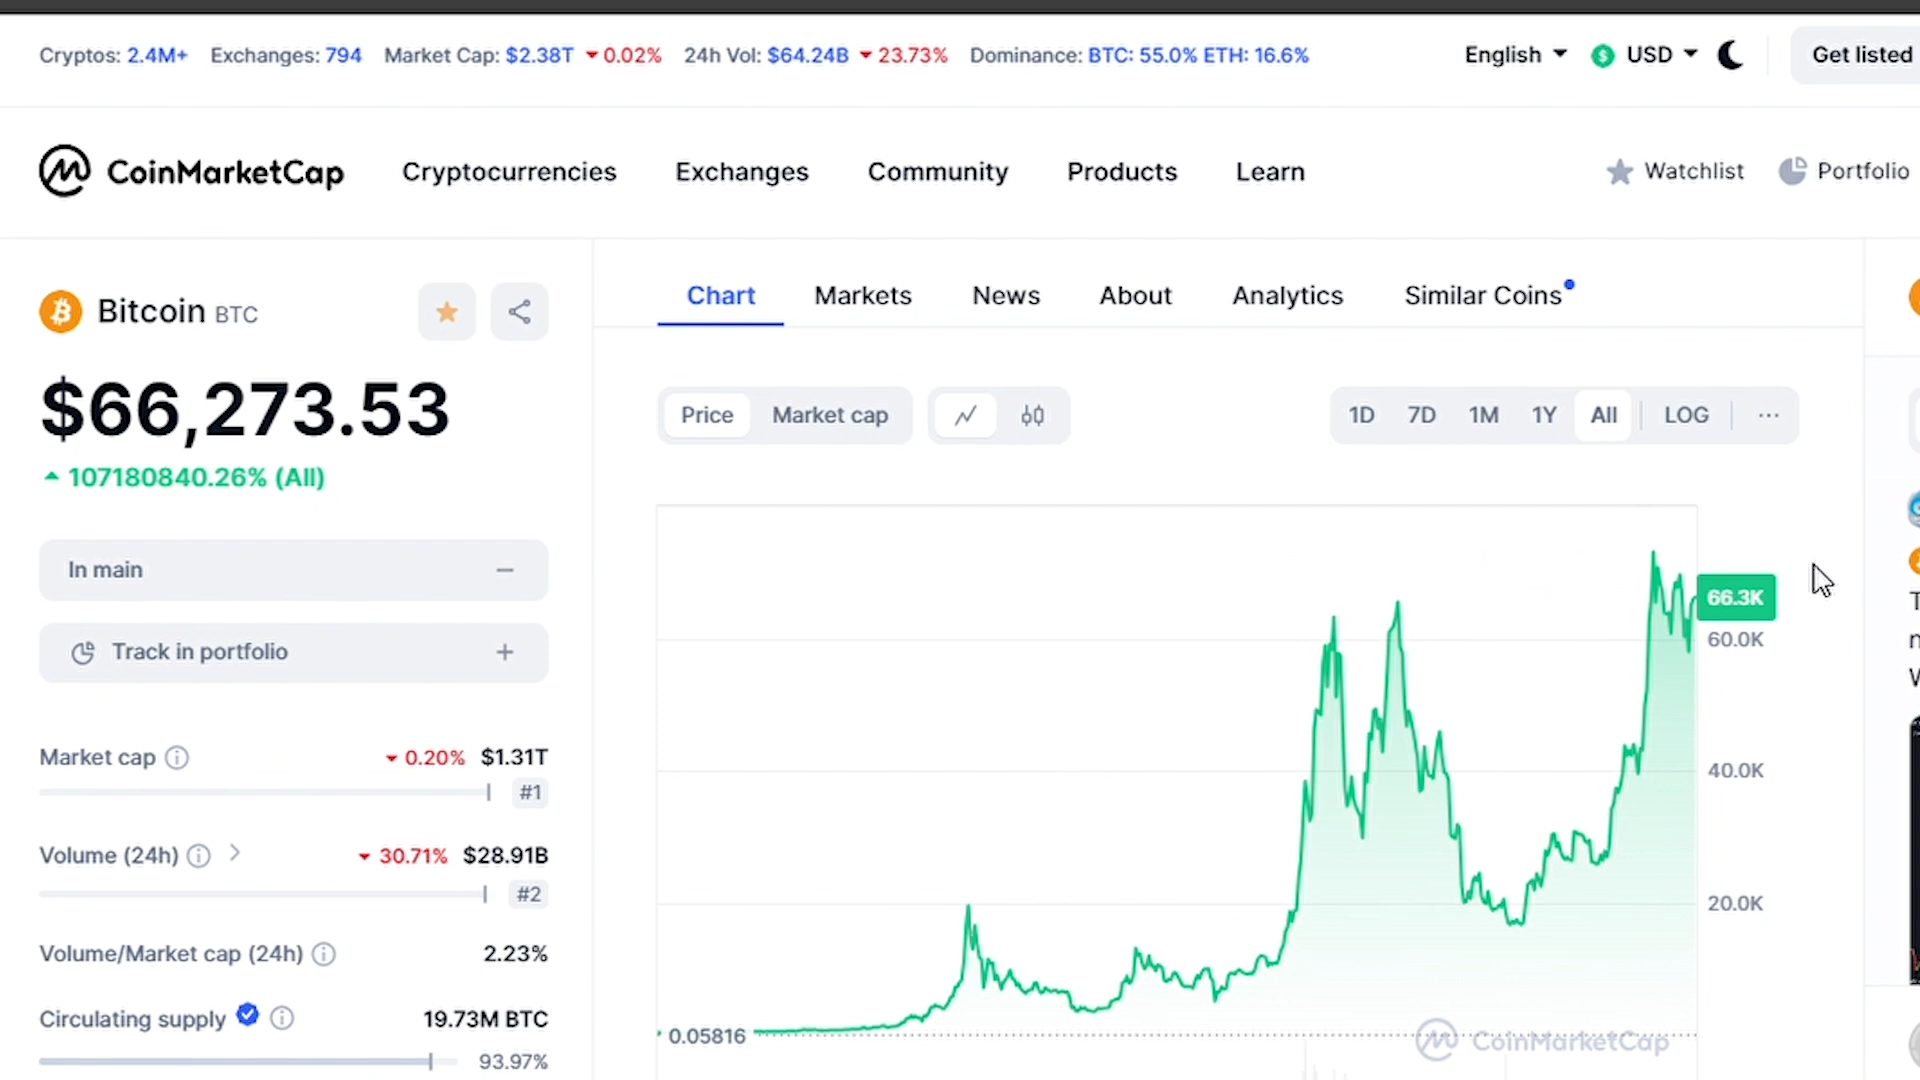 Cryptos: 2.4M+ Exchanges: 794 Market Cap: $2.38T 0.02% 24h Vol: $64.24B 23.73% Dominance: BTC: 55.0% ETH: 16.6% English USD Get listed
CoinMarketCap Cryptocurrencies Exchanges Community Products Learn Watchlist Portfolio
Bitcoin BTC
$66,273.53
107180840.26% (All)
In main
Track in portfolio
Market cap 0.20% $1.31T
#1
Volume (24h) 30.71% $28.91B
#2
Volume/Market cap (24h) 2.23%
Circulating supply 19.73M BTC
93.97%
Chart Markets News About Analytics Similar Coins
Price Market cap 1D 7D 1M 1Y All LOG
66.3K
60.0K
40.0K
20.0K
0.05816
CoinMarketCap